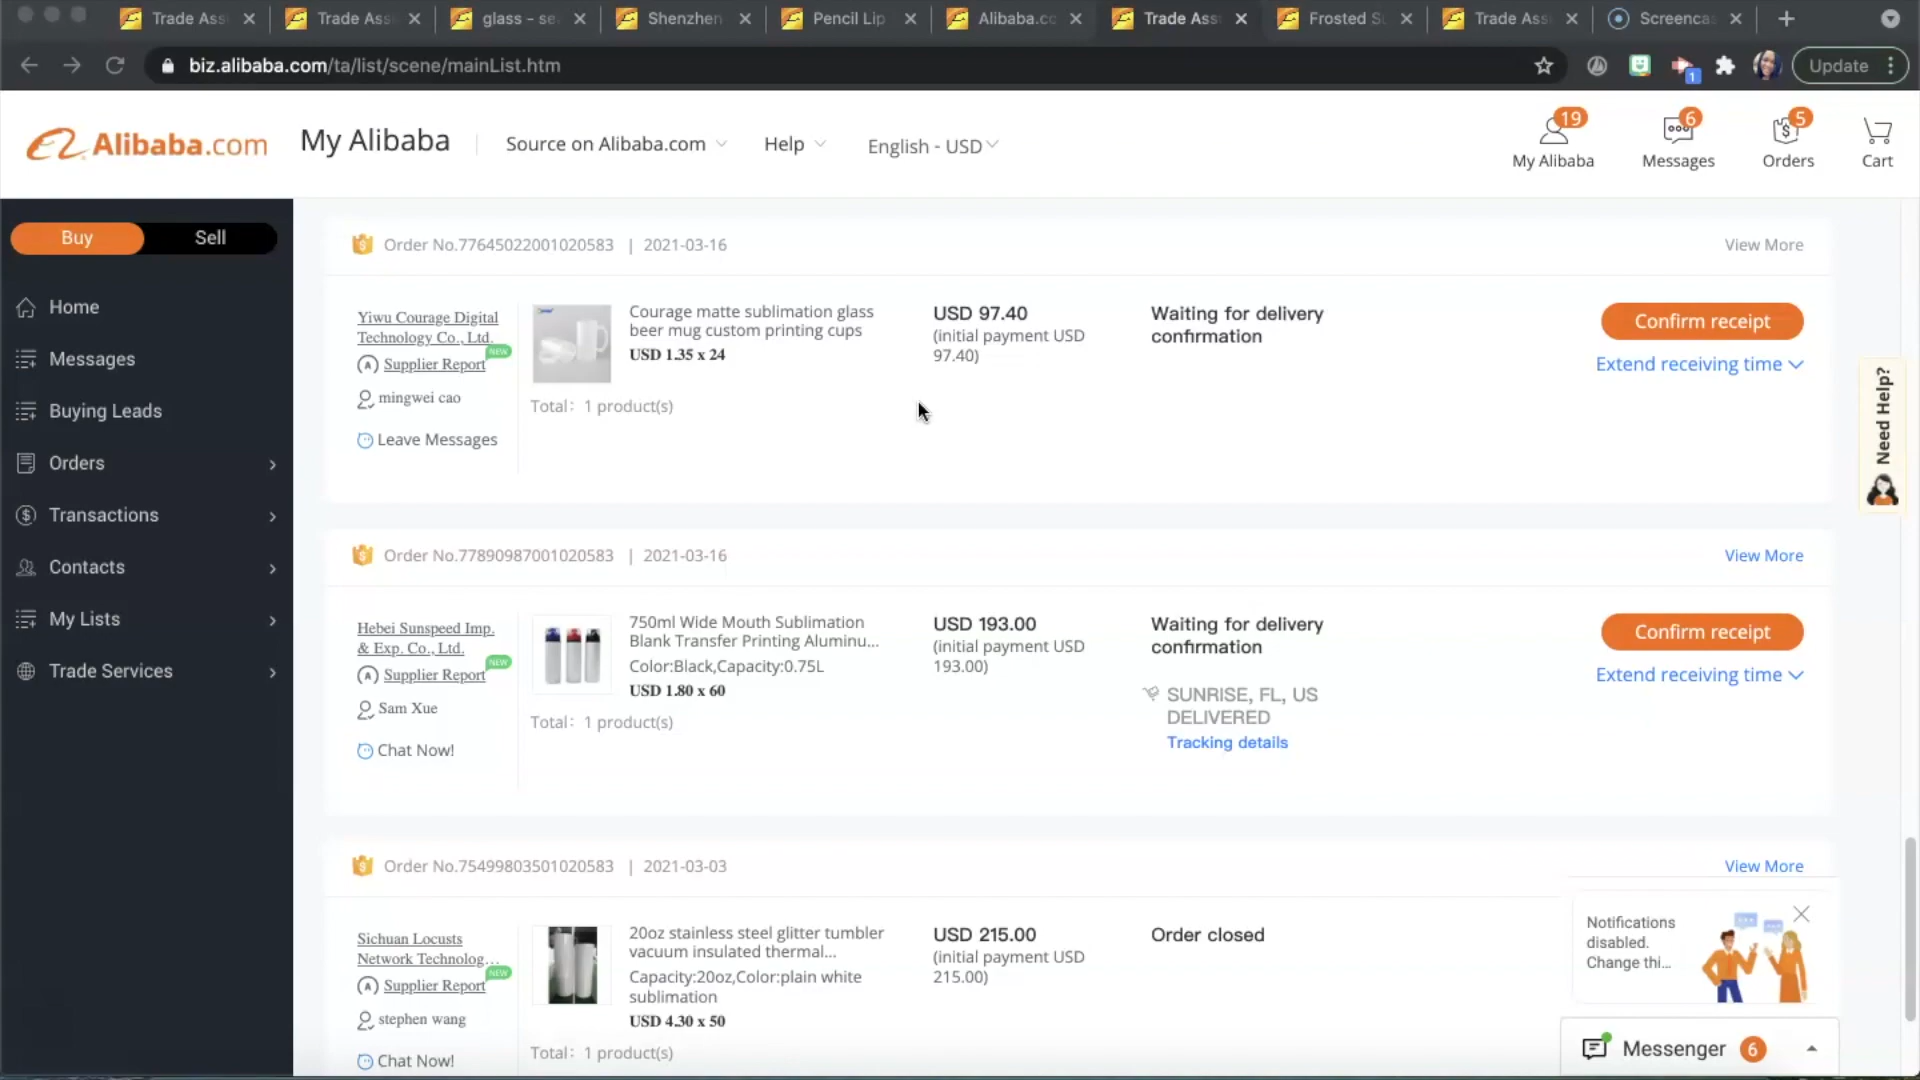 Trade Ass
Trade Ass
glass - se
Shenzhen
Pencil Lip
Alibaba.co
Trade Ass
Frosted S
Trade Ass
Screenca
biz.alibaba.com/ta/list/scene/mainList.htm
1
Update
Alibaba.com
My Alibaba
Source on Alibaba.com
Help
English - USD
19
My Alibaba
6
Messages
5
Orders
Cart
Buy
Sell
Home
Messages
Buying Leads
Orders
Transactions
Contacts
My Lists
Trade Services
Order No.77645022001020583 | 2021-03-16
View More
Yiwu Courage Digital
Technology Co., Ltd.
NEW
Supplier Report
mingwei cao
Leave Messages
Courage matte sublimation glass
beer mug custom printing cups
USD 1.35 x 24
Total: 1 product(s)
USD 97.40
(initial payment USD
97.40)
Waiting for delivery
confirmation
Confirm receipt
Extend receiving time
Need Help?
Order No.77890987001020583 | 2021-03-16
View More
Hebei Sunspeed Imp.
& Exp. Co., Ltd.
NEW
Supplier Report
Sam Xue
Chat Now!
750ml Wide Mouth Sublimation
Blank Transfer Printing Aluminu...
Color:Black,Capacity:0.75L
USD 1.80 x 60
Total: 1 product(s)
USD 193.00
(initial payment USD
193.00)
Waiting for delivery
confirmation
SUNRISE, FL, US
DELIVERED
Tracking details
Confirm receipt
Extend receiving time
Order No.75499803501020583 | 2021-03-03
View More
Sichuan Locusts
Network Technolog...
NEW
Supplier Report
stephen wang
Chat Now!
20oz stainless steel glitter tumbler
vacuum insulated thermal...
Capacity:20oz,Color:plain white
sublimation
USD 4.30 x 50
Total: 1 product(s)
USD 215.00
(initial payment USD
215.00)
Order closed
Notifications
disabled.
Change thi...
Messenger 6